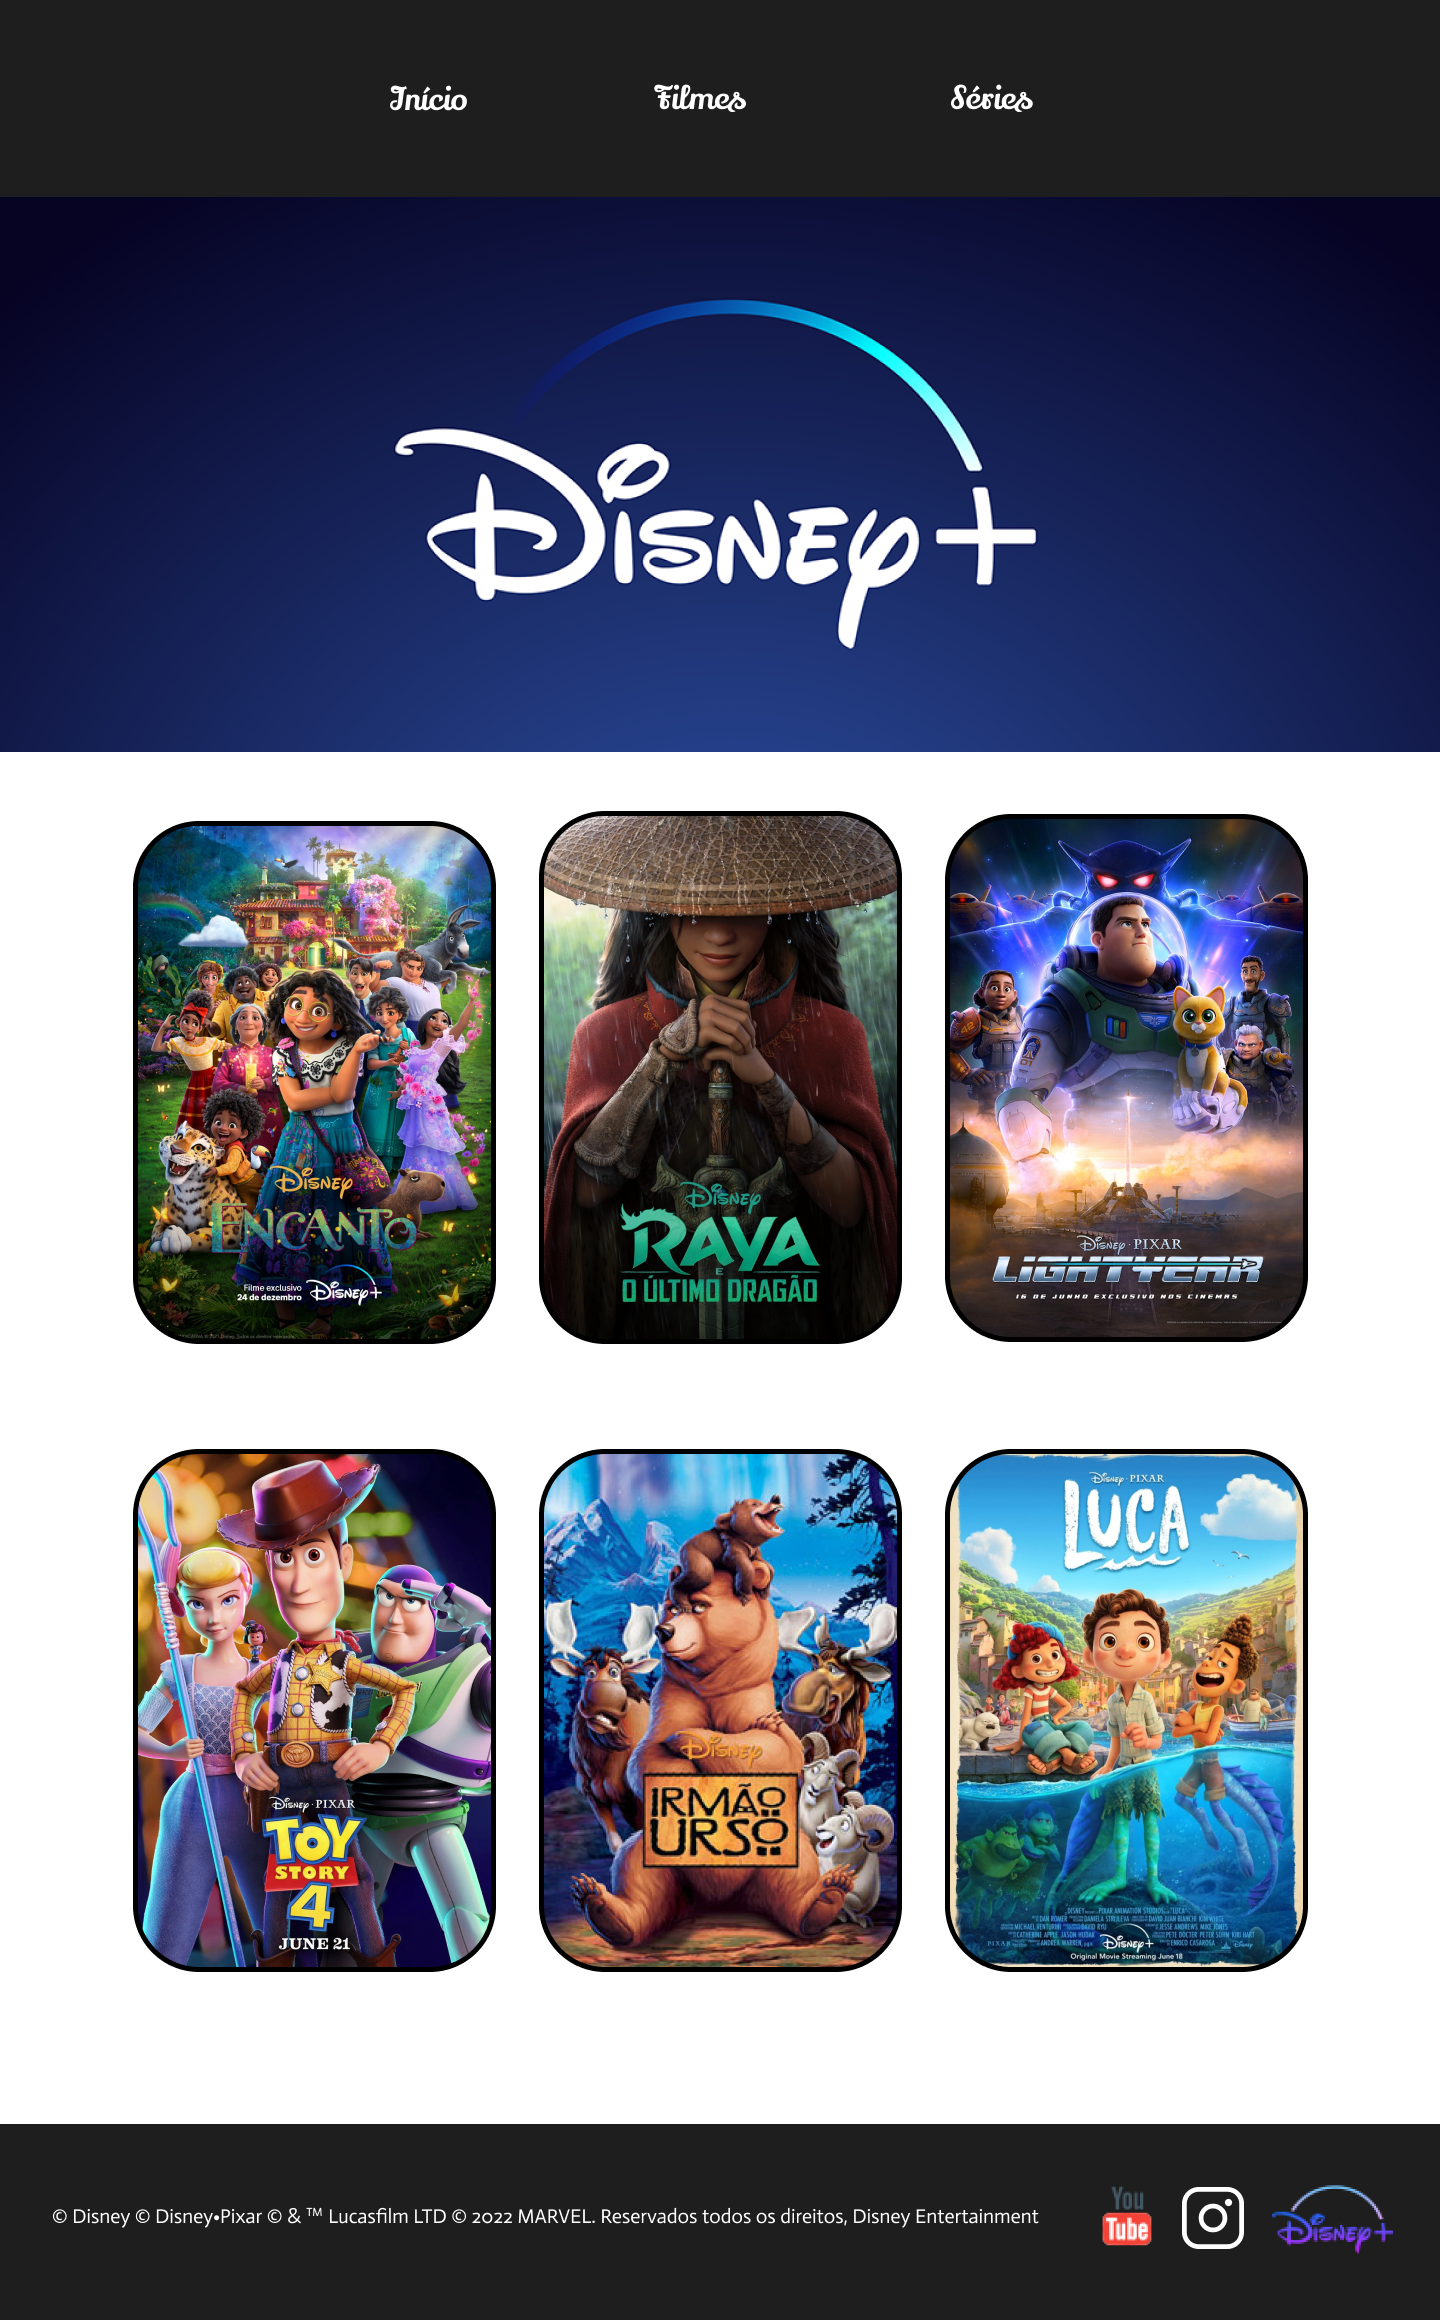 Início Filmes Séries
Disney+
Disney
ENCANTO
Filme exclusivo
24 de dezembro
Disney+
Disney
RAYA
E
O ÚLTIMO DRAGÃO
Disney · PIXAR
LIGHTYEAR
16 DE JUNHO EXCLUSIVO NOS CINEMAS
Disney · PIXAR
TOY
STORY
4
JUNE 21
Disney
IRMÃO
URSO
Disney · PIXAR
LUCA
Disney+
Original Movie Streaming June 18
© Disney © Disney•Pixar © & ™ Lucasfilm LTD © 2022 MARVEL. Reservados todos os direitos, Disney Entertainment
You
Tube
Disney+